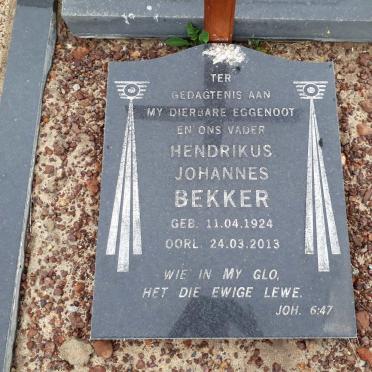 TER
GEDAGTENIS AAN
MY DIERBARE EGGENOOT
EN ONS VADER
HENDRIKUS
JOHANNES
BEKKER
GEB. 11.04.1924
OORL. 24.03.2013
WIE IN MY GLO,
HET DIE EWIGE LEWE.
JOH. 6:47